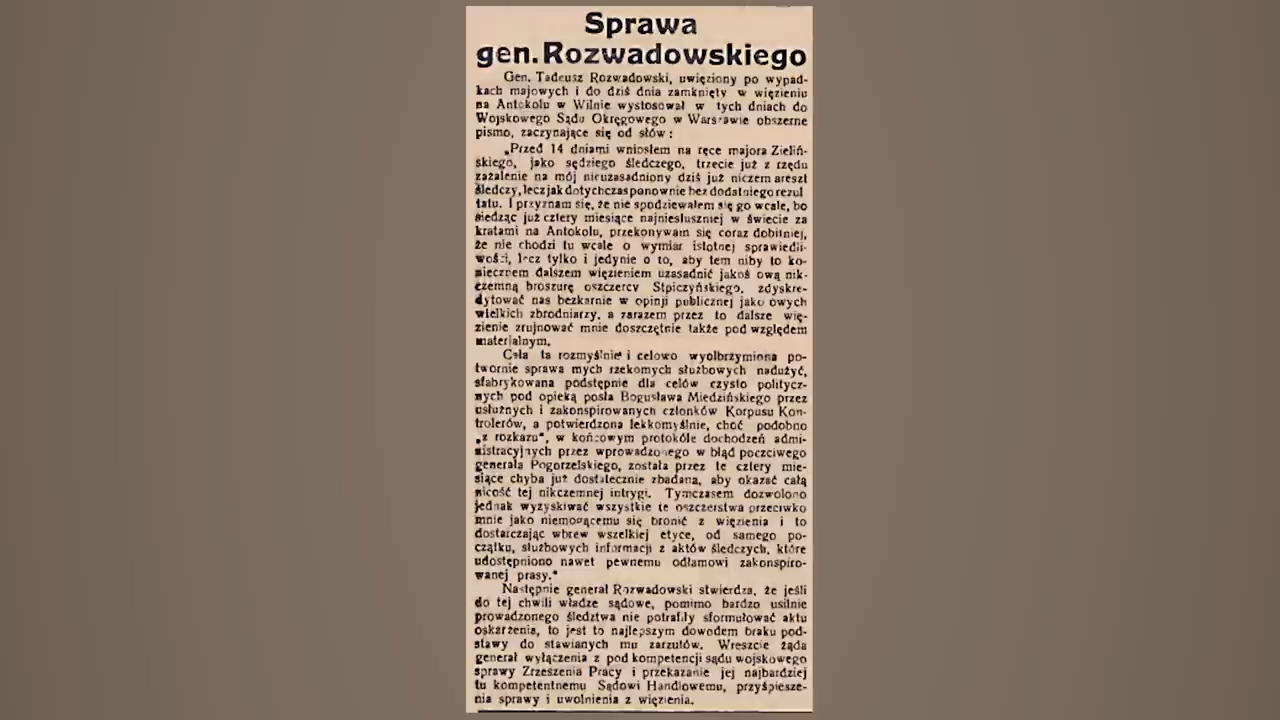 Sprawa
gen. Rozwadowskiego
Gen. Tadeusz Rozwadowski, uwięziony po wypad-
kach majowych i do dziś dnia zamknięty w więzieniu
na Antokolu w Wilnie wystosował w tych dniach do
Wojskowego Sądu Okręgowego w Warszawie obszerne
pismo, zaczynające się od słów:
„Przed 14 dniami wniosłem na ręce majora Zieliń-
skiego, jako sędziego śledczego, trzecie już z rzędu
zażalenie na mój nieuzasadniony dziś już niczem areszt
śledczy, lecz jak dotychczas ponownie bez dodatniego rezul
tatu. I przyznam się, że nie spodziewałem się go wcale, bo
siedząc już cztery miesiące najniesłuszniej w świecie za
kratami na Antokolu, przekonywam się coraz dobitniej,
że nie chodzi tu wcale o wymiar istotnej sprawiedli-
wości, lecz tylko i jedynie o to, aby tem niby to ko-
niecznem dalszem więzieniem uzasadnić jakoś ową nik-
czemną broszurę oszczercy Stpiczyńskiego, zdyskre-
dytować nas bezkarnie w opinji publicznej jako owych
wielkich zbrodniarzy, a zarazem przez to dalsze wię-
zienie zrujnować mnie doszczętnie także pod względem
materjalnym.
Cała ta rozmyślnie i celowo wyolbrzymiona po-
twornie sprawa mych rzekomych służbowych nadużyć,
sfabrykowana podstępnie dla celów czysto politycz-
nych pod opieką posła Bogusława Miedzińskiego przez
usłużnych i zakonspirowanych członków Korpusu Kon-
trolerów, a potwierdzona lekkomyślnie, choć podobno
„z rozkazu“, w końcowym protokóle dochodzeń admi-
nistracyjnych przez wprowadzonego w błąd poczciwego
generała Pogorzelskiego, została przez te cztery mie-
siące chyba już dostatecznie zbadana, aby okazać całą
nicość tej nikczemnej intrygi. Tymczasem dozwolono
jednak wyzyskiwać wszystkie te oszczerstwa przeciwko
mnie jako niemogącemu się bronić z więzienia i to
dostarczając wbrew wszelkiej etyce, od samego po-
czątku, służbowych informacji z aktów śledczych, które
udostępniono nawet pewnemu odłamowi zakonspiro-
wanej prasy.“
Następnie generał Rozwadowski stwierdza, że jeśli
do tej chwili władze sądowe, pomimo bardzo usilnie
prowadzonego śledztwa nie potrafiły sformułować aktu
oskarżenia, to jest to najlepszym dowodem braku pod-
stawy do stawianych mu zarzutów. Wreszcie żąda
generał wyłączenia z pod kompetencji sądu wojskowego
sprawy Zrzeszenia Pracy i przekazanie jej najbardziej
tu kompetentnemu Sądowi Handlowemu, przyśpiesze-
nia sprawy i uwolnienia z więzienia.